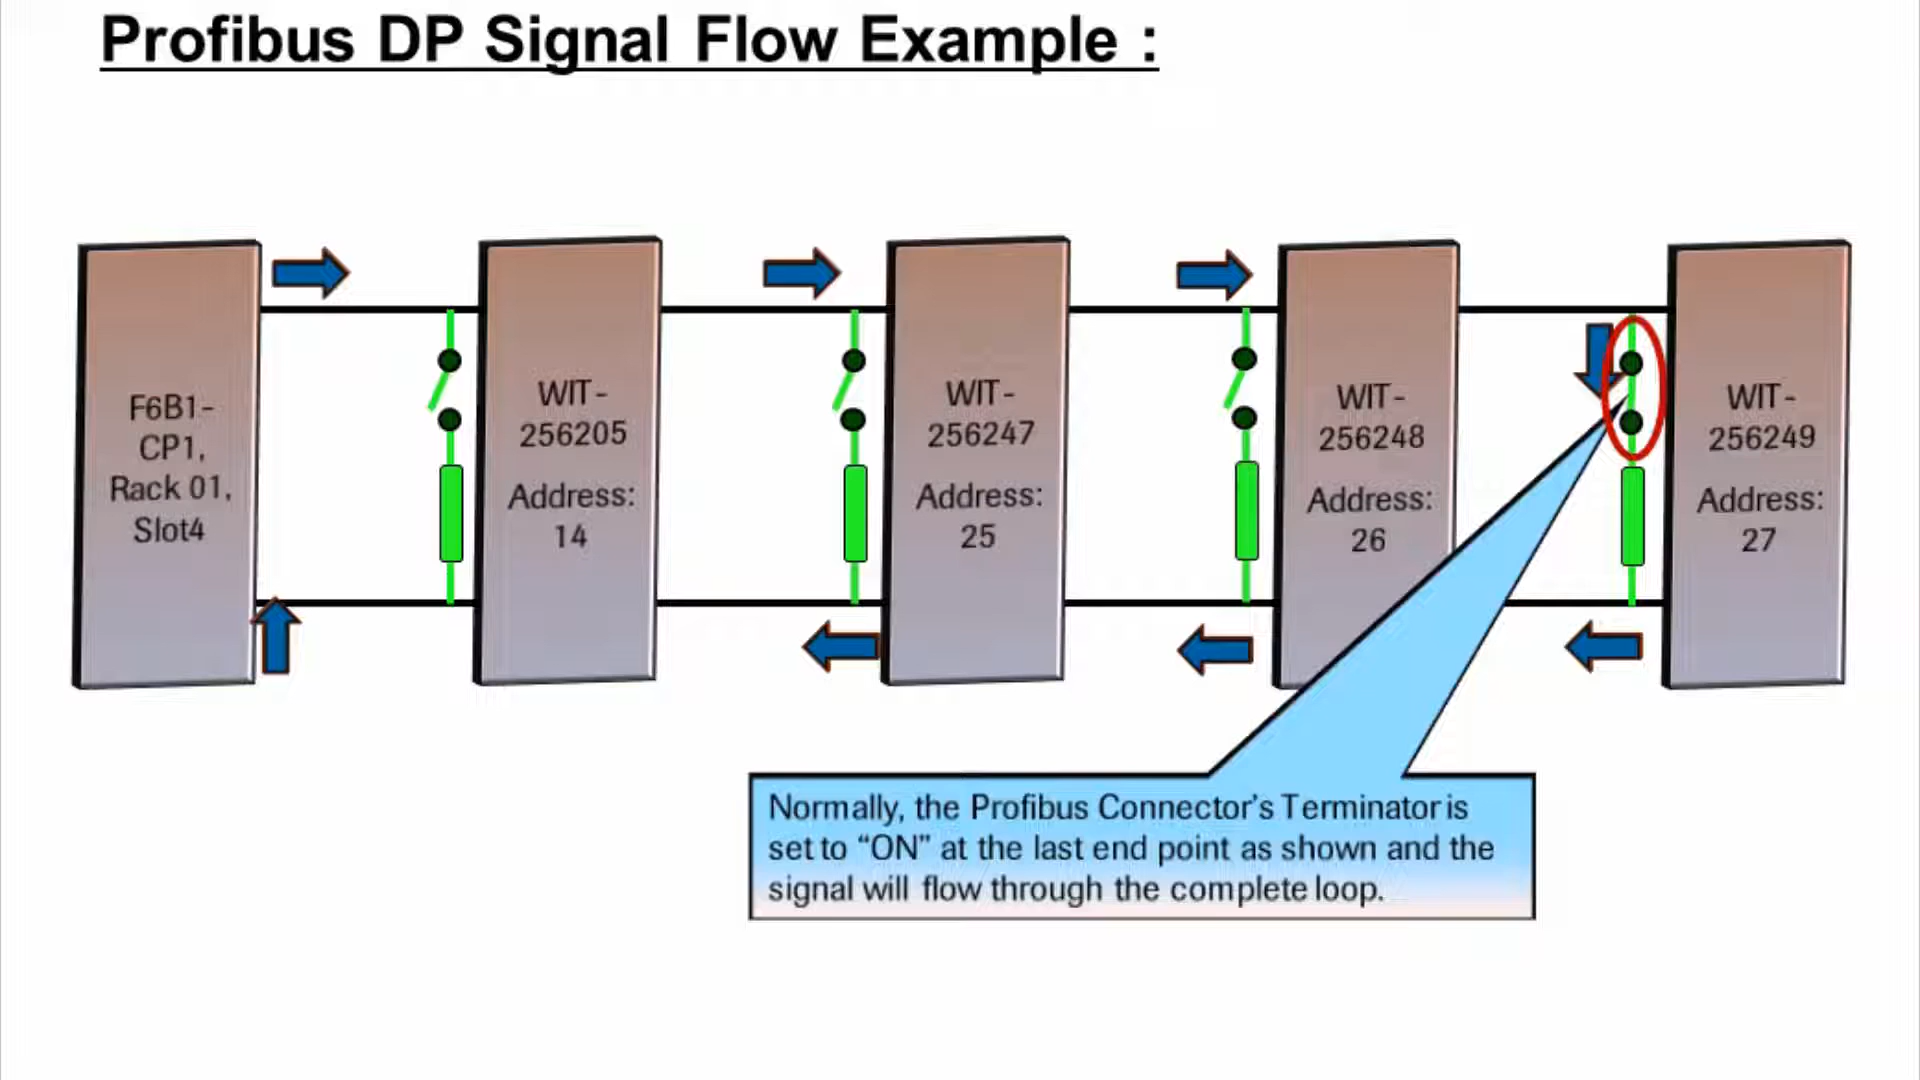 Profibus DP Signal Flow Example :
F6B1-
CP1,
Rack 01,
Slot4
WIT-
256205
Address:
14
WIT-
256247
Address:
25
WIT-
256248
Address:
26
WIT-
256249
Address:
27
Normally, the Profibus Connector's Terminator is
set to “ON” at the last end point as shown and the
signal will flow through the complete loop.